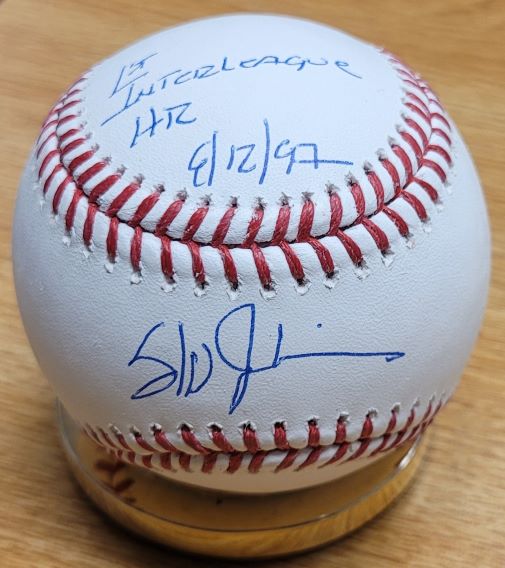 1ST
INTERLEAGUE
HR
6/12/97